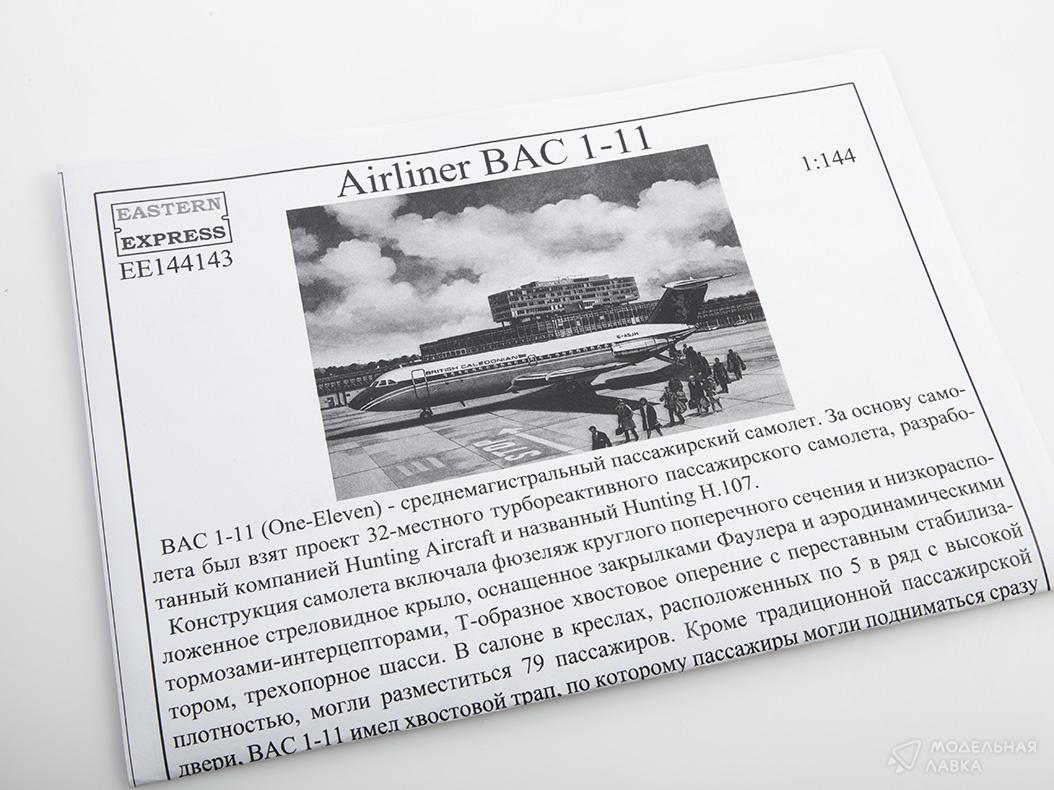 Airliner BAC 1-11
1:144
EASTERN
EXPRESS
EE144143
BRITISH CALEDONIAN
G-ASJH
BAC 1-11 (One-Eleven) - среднемагистральный пассажирский самолет. За основу само-
лета был взят проект 32-местного турбореактивного пассажирского самолета, разрабо-
танный компанией Hunting Aircraft и названный Hunting H.107.
Конструкция самолета включала фюзеляж круглого поперечного сечения и низкораспо-
ложенное стреловидное крыло, оснащенное закрылками Фаулера и аэродинамическими
тормозами-интерцепторами, Т-образное хвостовое оперение с переставным стабилиза-
тором, трехопорное шасси. В салоне в креслах, расположенных по 5 в ряд с высокой
плотностью, могли разместиться 79 пассажиров. Кроме традиционной пассажирской
двери, BAC 1-11 имел хвостовой трап, по которому пассажиры могли подниматься сразу
МОДЕЛЬНАЯ
ЛАВКА